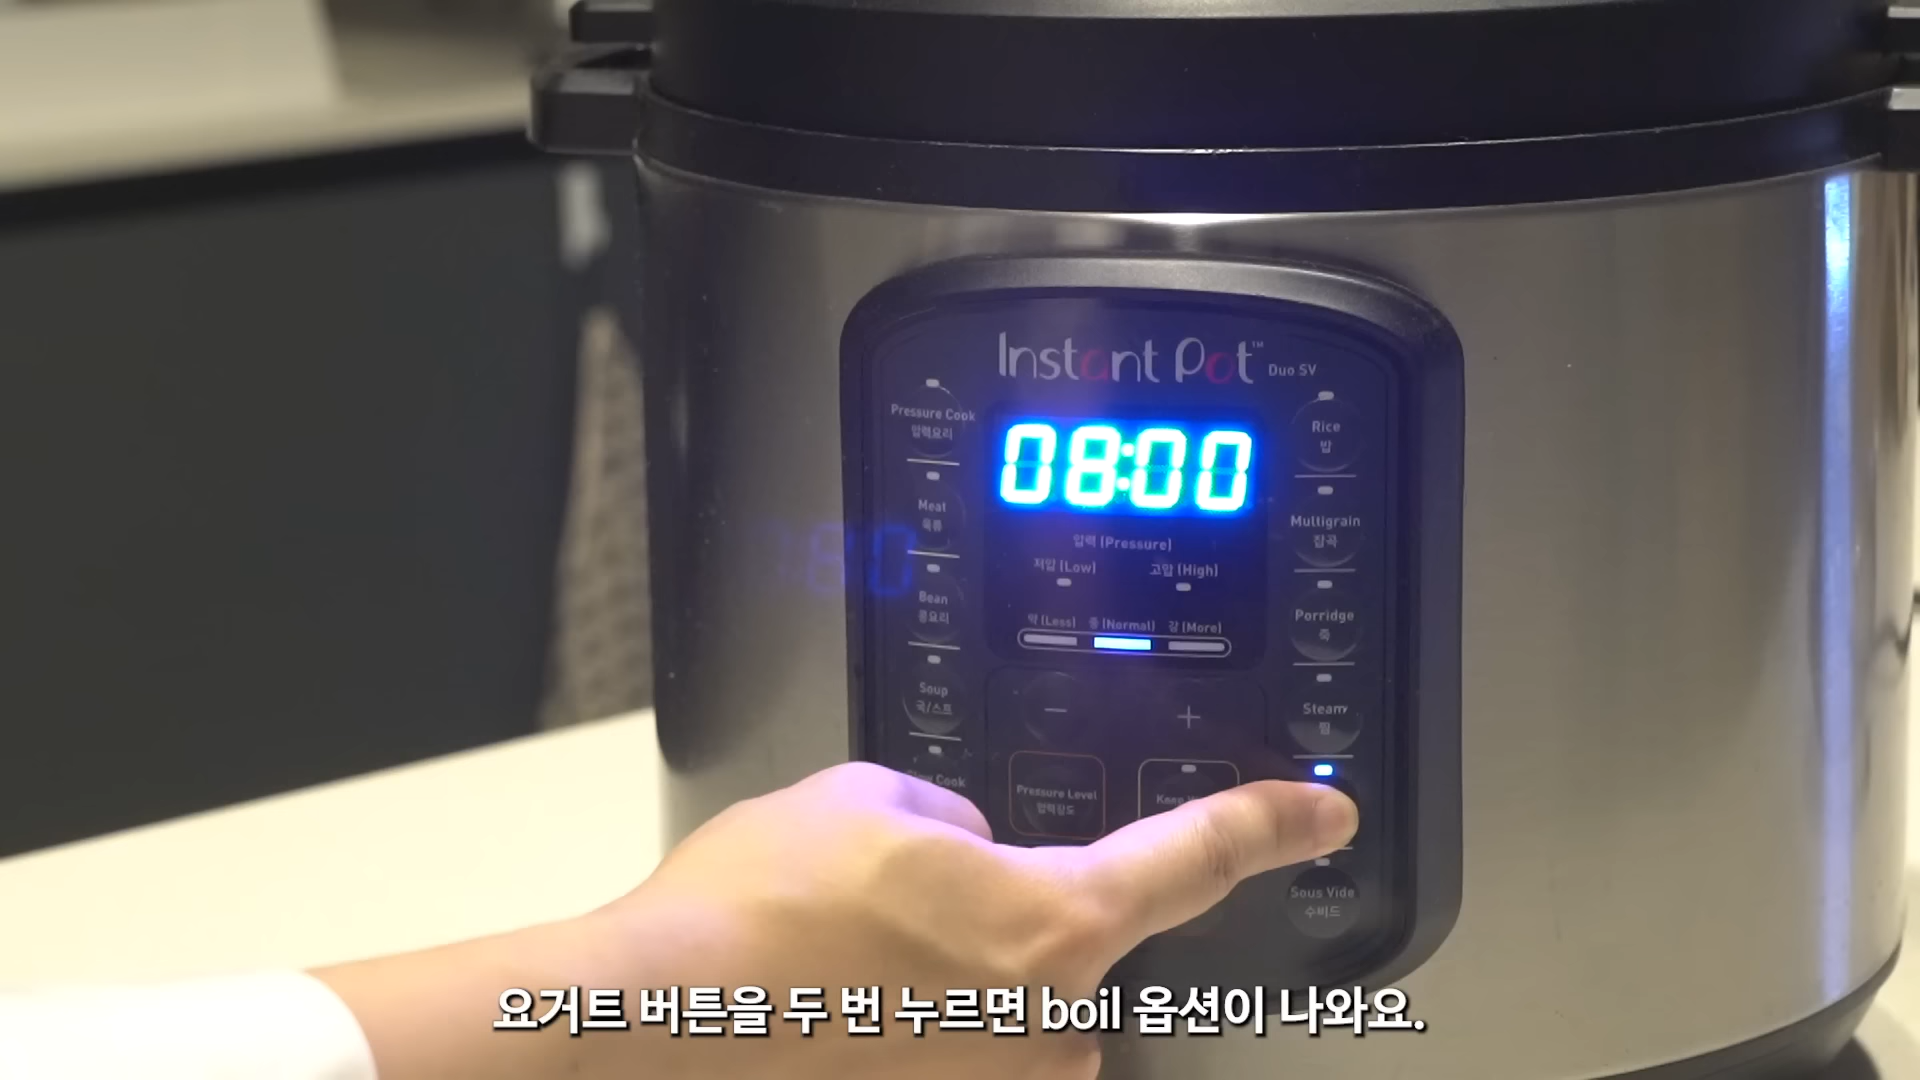 Instant Pot™ Duo SV
08:00
Pressure Cook
압력요리
Rice
밥
압력 (Pressure)
저압 (Low) 고압 (High)
약 (Less) 중 (Normal) 강 (More)
Meat
육류
Multigrain
잡곡
Bean
콩요리
Porridge
죽
Soup
국/스프
Steam
찜
− +
Cook
Pressure Level
압력강도
Keep
Sous Vide
수비드
요거트 버튼을 두 번 누르면 boil 옵션이 나와요.